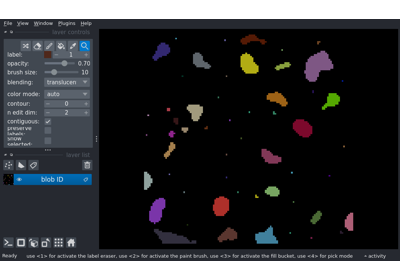 File View Window Plugins Help
layer controls
label: 1
opacity: 0.70
brush size: 10
blending: translucen
color mode: auto
contour: 0
n edit dim: 2
contiguous:
preserve
labels:
show
selected:
layer list
blob ID
Ready use <1> for activate the label eraser, use <2> for activate the paint brush, use <3> for activate the fill bucket, use <4> for pick mode activity